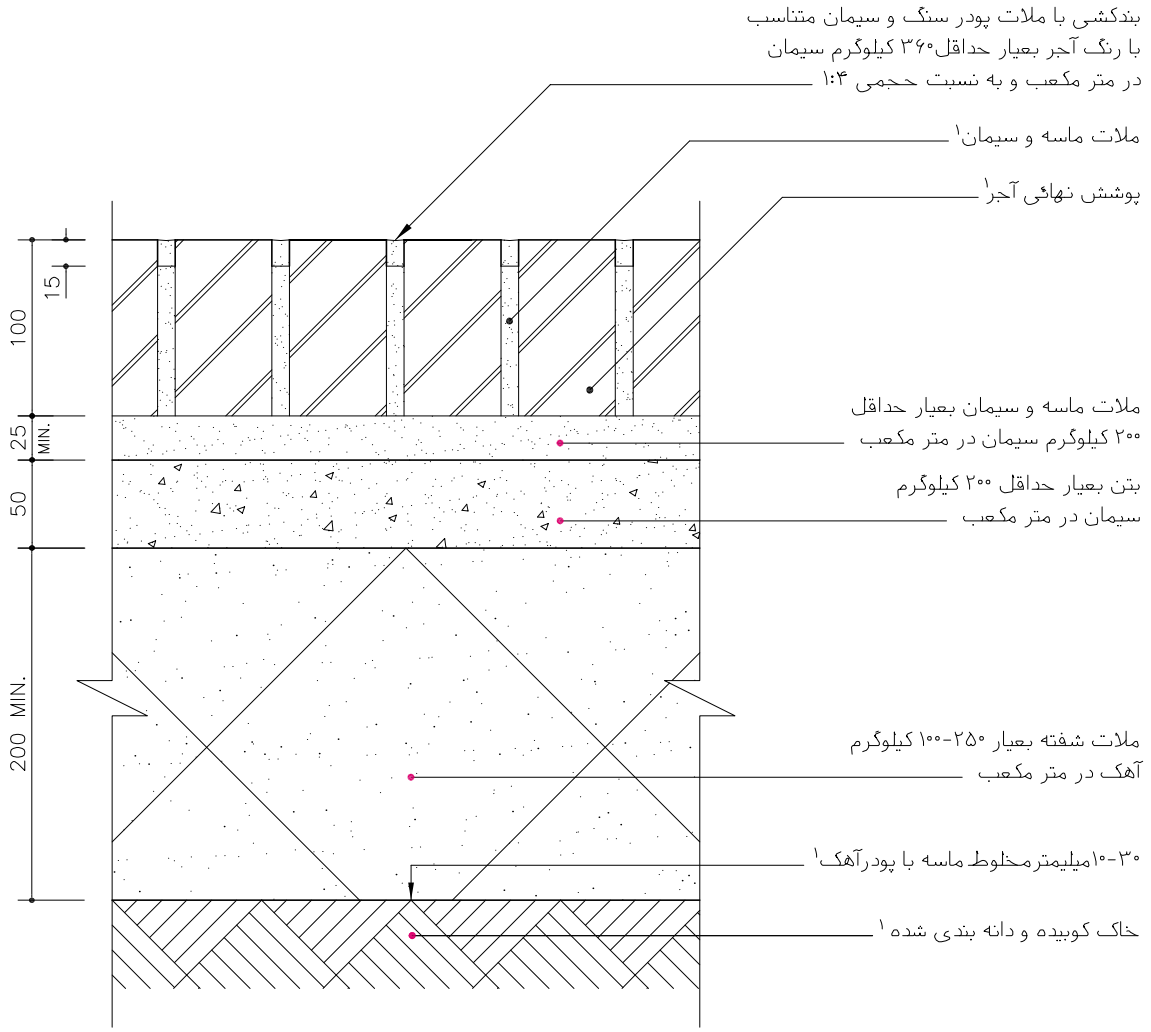 بندکشی با ملات پودر سنگ و سیمان متناسب
با رنگ آجر بعیار حداقل۳۶۰ کیلوگرم سیمان
در متر مکعب و به نسبت حجمی ۱:۴
ملات ماسه و سیمان۱
پوشش نهائی آجر۱
15
100
ملات ماسه و سیمان بعیار حداقل
۲۰۰ کیلوگرم سیمان در متر مکعب
25
MIN.
بتن بعیار حداقل ۲۰۰ کیلوگرم
سیمان در متر مکعب
50
ملات شفته بعیار ۲۵۰-۱۰۰ کیلوگرم
آهک در متر مکعب
200 MIN.
۱۰-۳۰میلیمترمخلوط ماسه با پودرآهک۱
خاک کوبیده و دانه بندی شده ۱